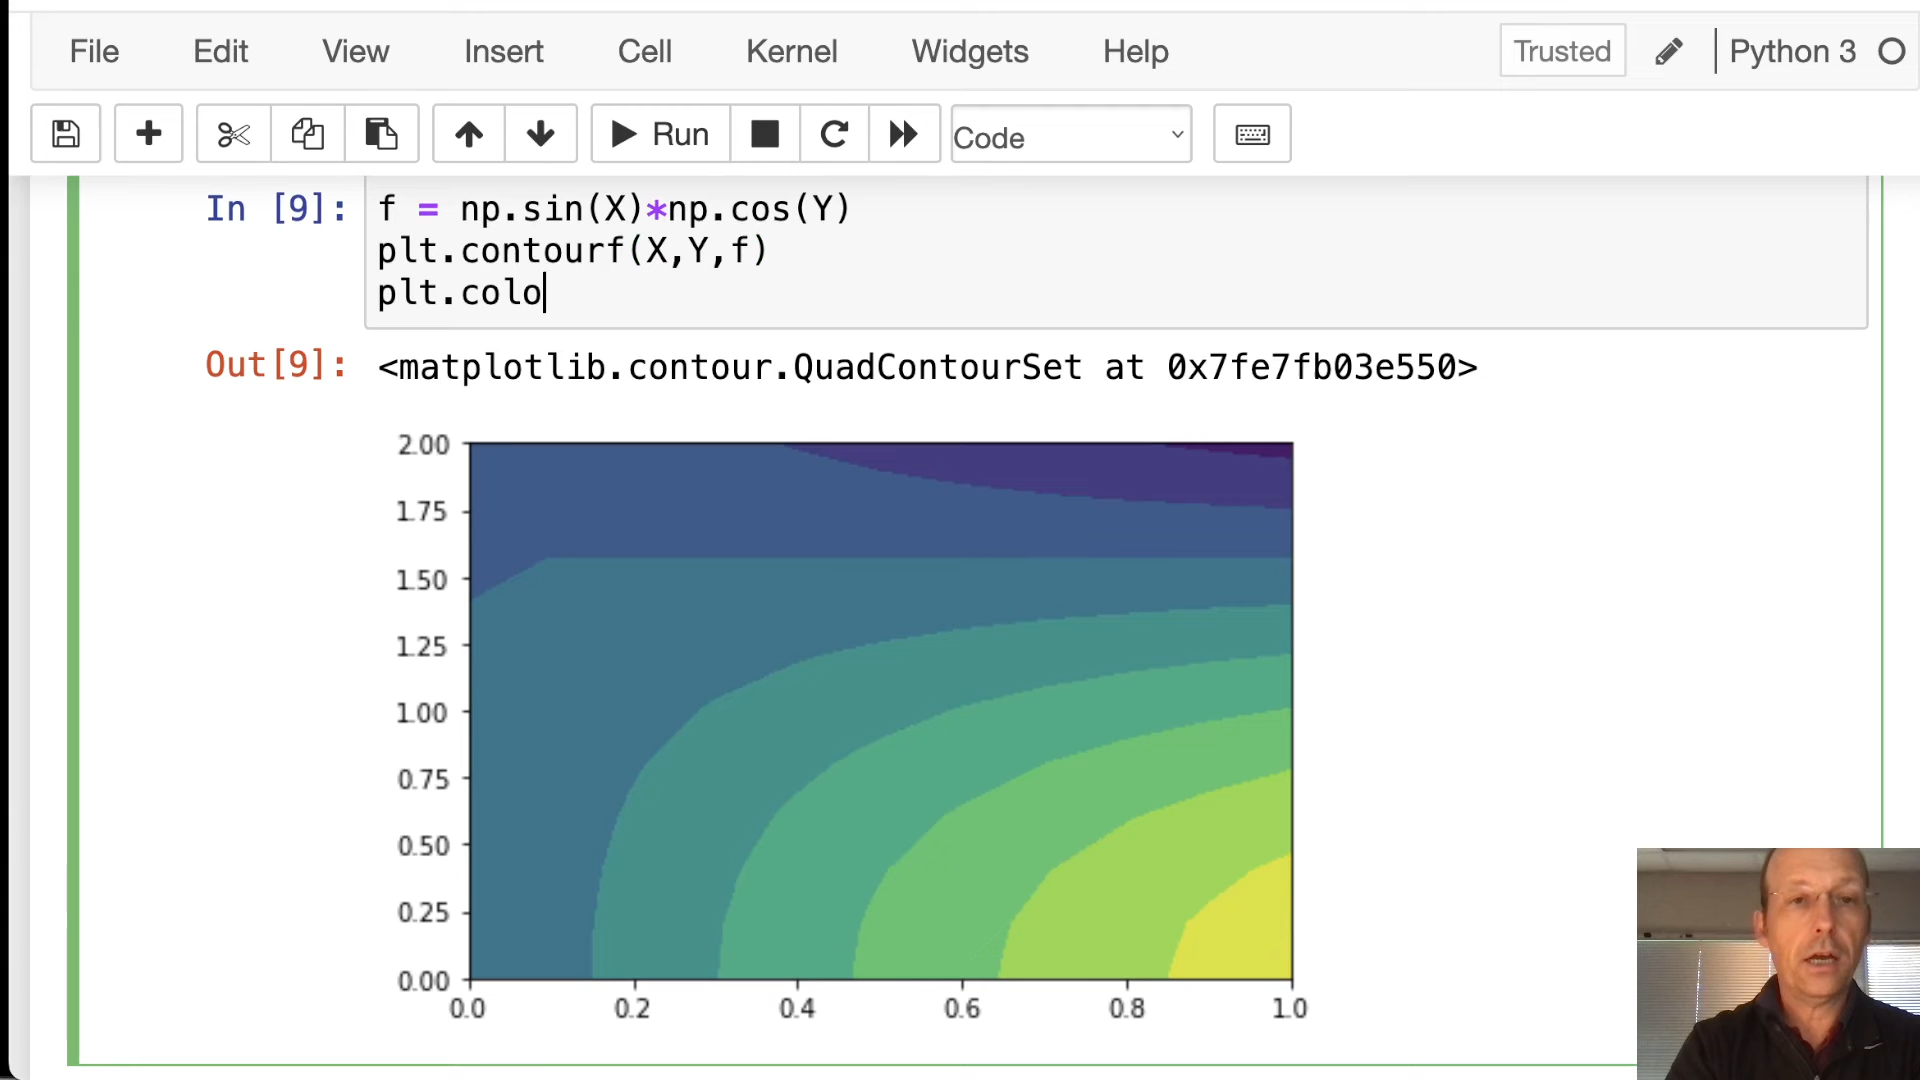 File Edit View Insert Cell Kernel Widgets Help Trusted Python 3
Run Code
In [9]: f = np.sin(X)*np.cos(Y)
plt.contourf(X,Y,f)
plt.colo
Out[9]: <matplotlib.contour.QuadContourSet at 0x7fe7fb03e550>
2.00
1.75
1.50
1.25
1.00
0.75
0.50
0.25
0.00
0.0 0.2 0.4 0.6 0.8 1.0